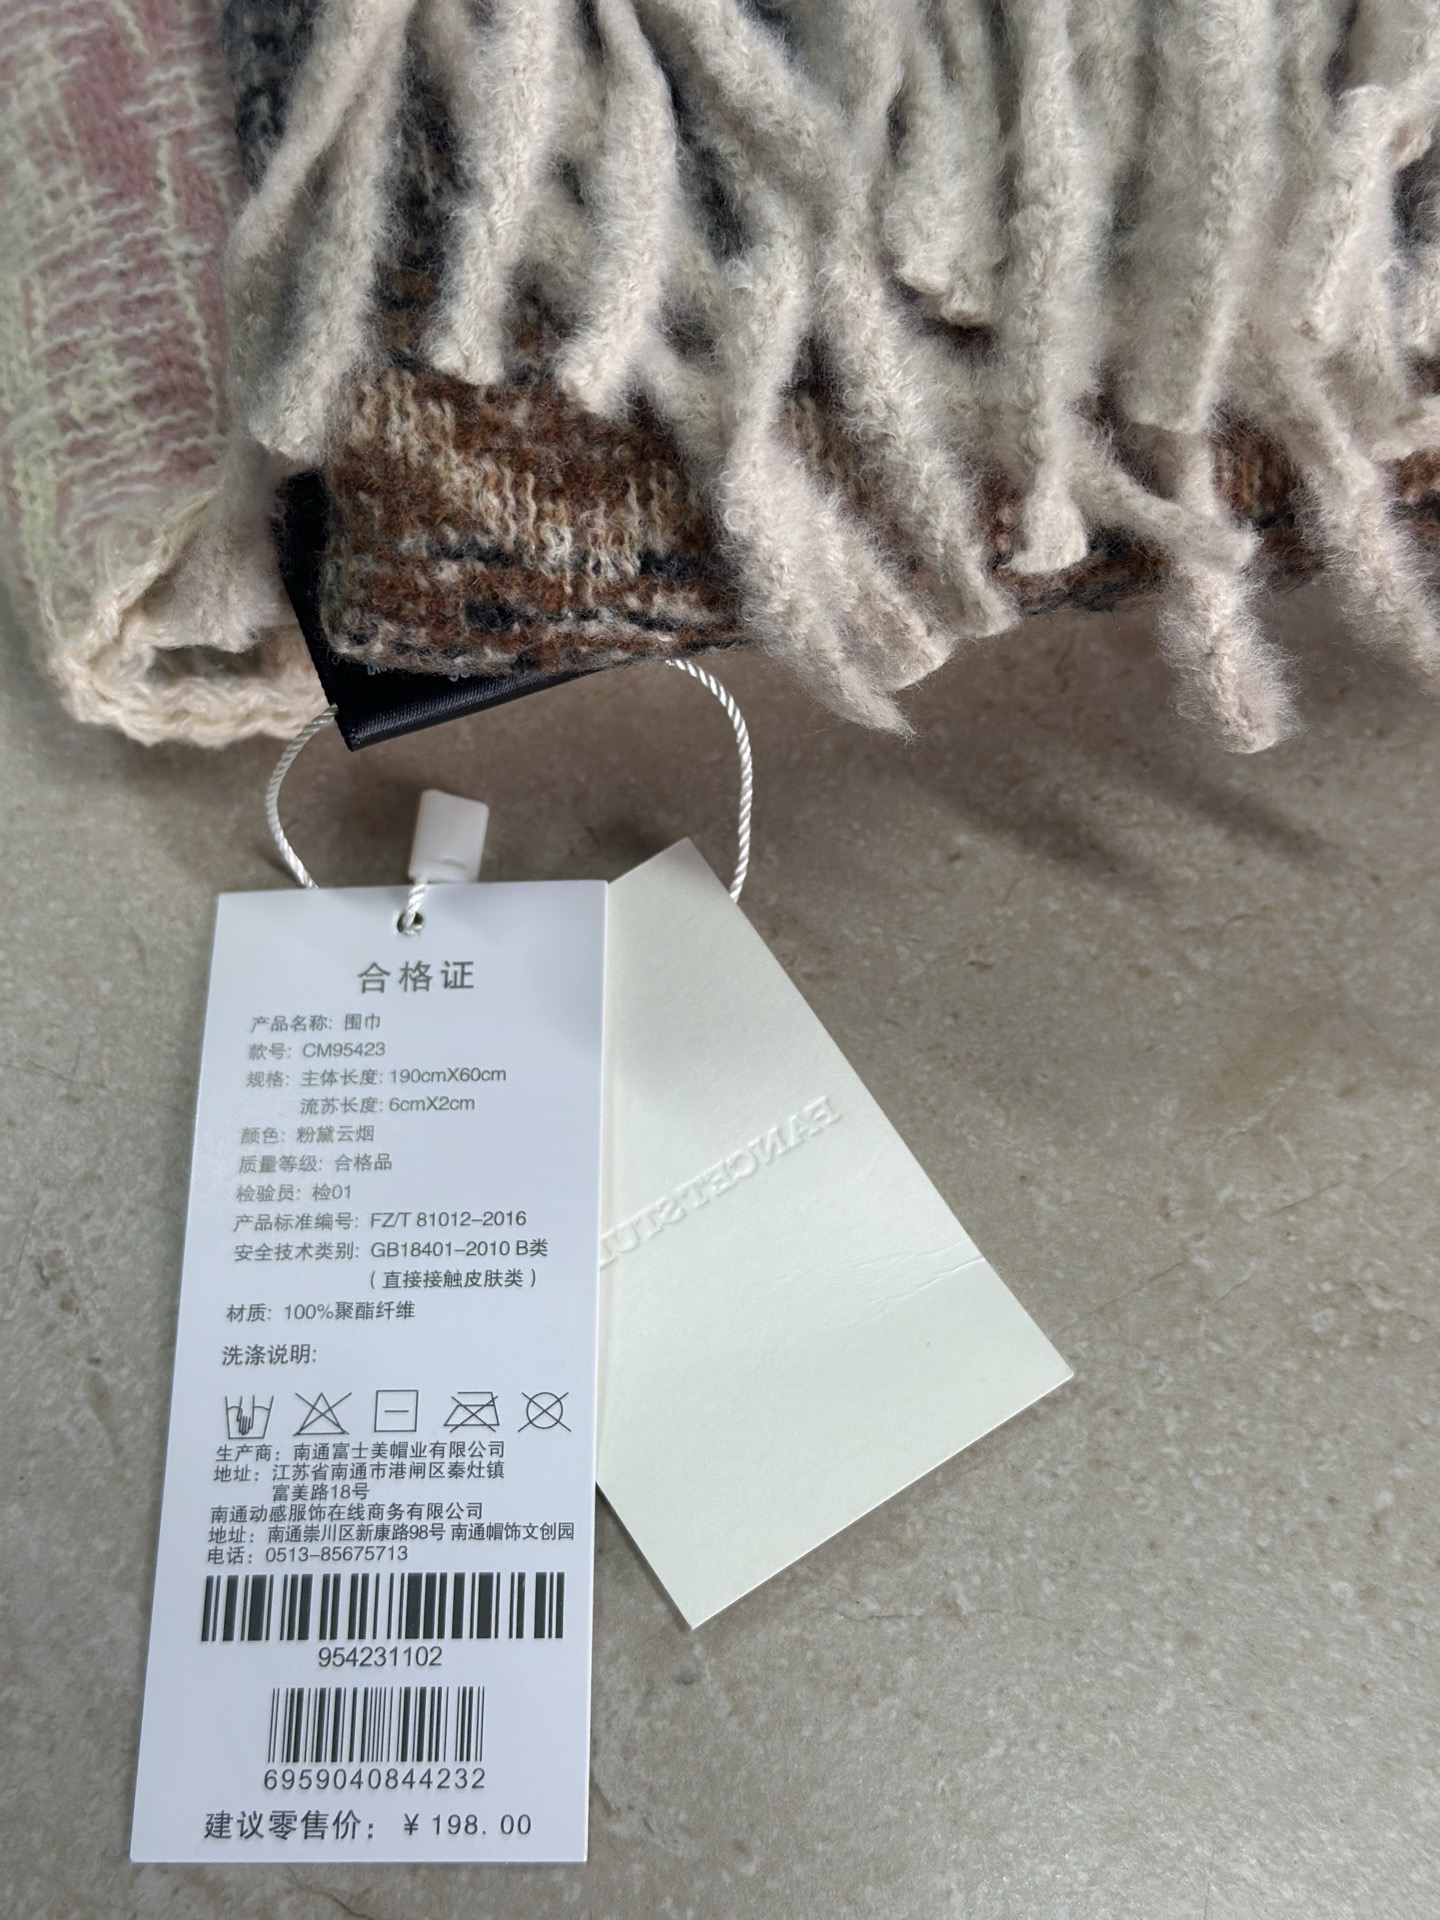 合格证
产品名称: 围巾
款号: CM95423
规格: 主体长度: 190cmX60cm
流苏长度: 6cmX2cm
颜色: 粉黛云烟
质量等级: 合格品
检验员: 检01
产品标准编号: FZ/T 81012-2016
安全技术类别: GB18401-2010 B类
(直接接触皮肤类)
材质: 100%聚酯纤维
洗涤说明:
生产商: 南通富士美帽业有限公司
地址: 江苏省南通市港闸区秦灶镇
富美路18号
南通动感服饰在线商务有限公司
地址: 南通崇川区新康路98号 南通帽饰文创园
电话: 0513-85675713
954231102
6959040844232
建议零售价: ¥ 198.00